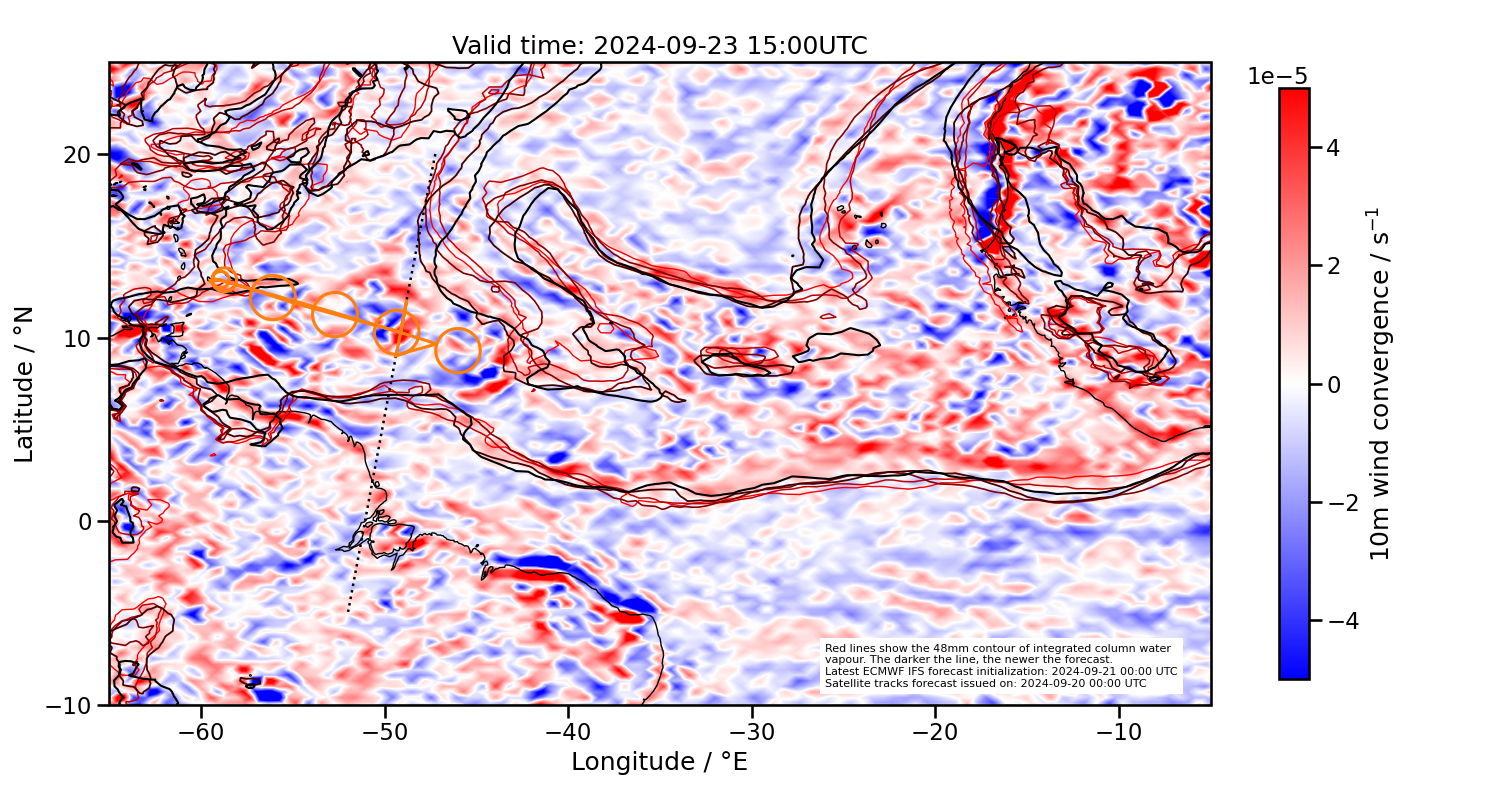 Valid time: 2024-09-23 15:00UTC
1e−5
20
10
0
−10
Latitude / °N
−60
−50
−40
−30
−20
−10
Longitude / °E
4
2
0
−2
−4
10m wind convergence / s⁻¹
Red lines show the 48mm contour of integrated column water
vapour. The darker the line, the newer the forecast.
Latest ECMWF IFS forecast initialization: 2024-09-21 00:00 UTC
Satellite tracks forecast issued on: 2024-09-20 00:00 UTC